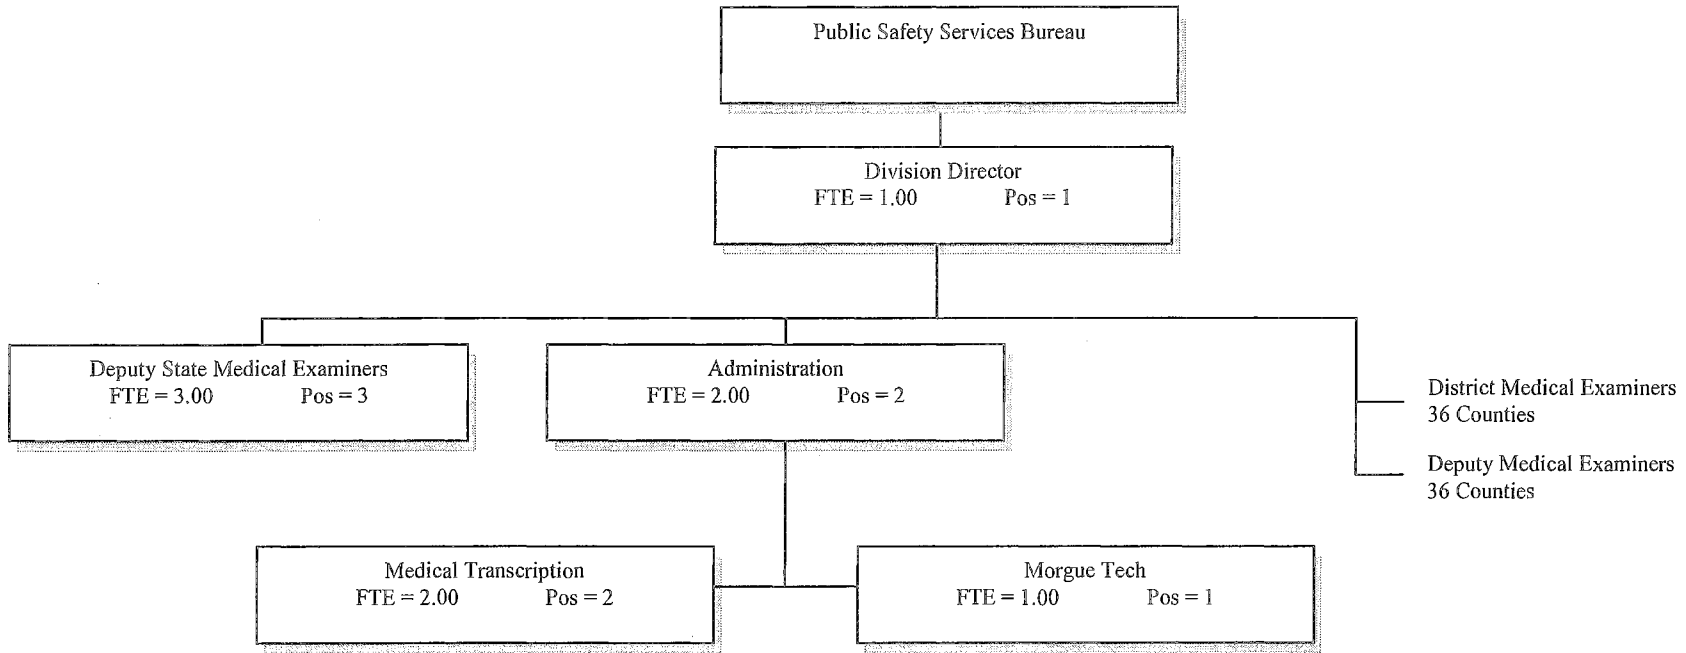 Public Safety Services Bureau
Division Director
FTE = 1.00 Pos = 1
Deputy State Medical Examiners
FTE = 3.00 Pos = 3
Administration
FTE = 2.00 Pos = 2
District Medical Examiners
36 Counties
Deputy Medical Examiners
36 Counties
Medical Transcription
FTE = 2.00 Pos = 2
Morgue Tech
FTE = 1.00 Pos = 1